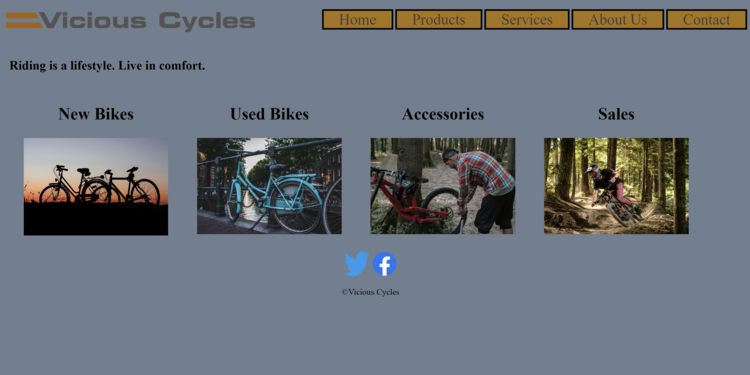 Vicious Cycles
Home
Products
Services
About Us
Contact
Riding is a lifestyle. Live in comfort.
New Bikes
Used Bikes
Accessories
Sales
©Vicious Cycles